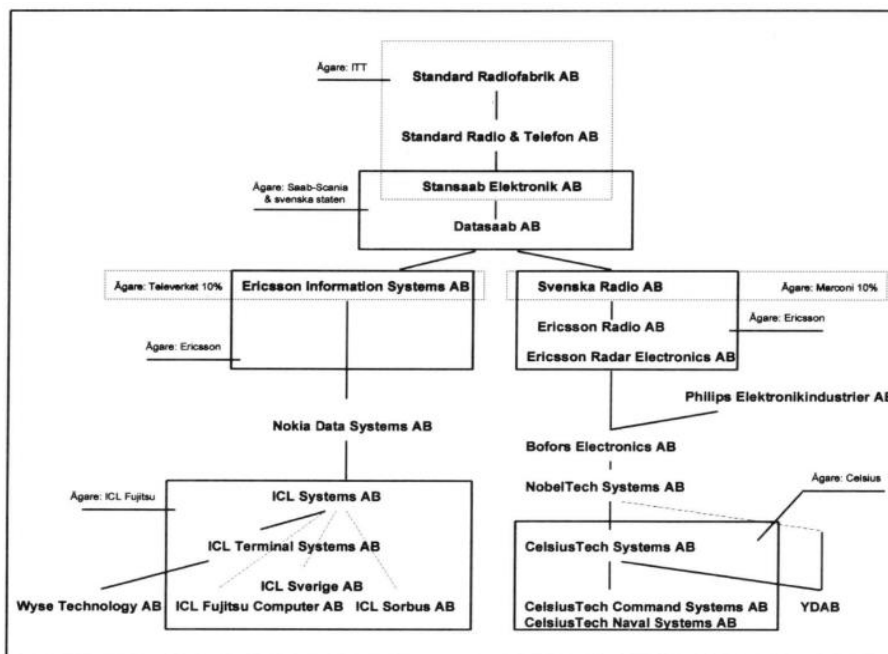 Ägare: ITT
Standard Radiofabrik AB
Standard Radio & Telefon AB
Ägare: Saab-Scania
& svenska staten
Stansaab Elektronik AB
Datasaab AB
Ägare: Televerket 10%
Ericsson Information Systems AB
Svenska Radio AB
Ägare: Marconi 10%
Ericsson Radio AB
Ägare: Ericsson
Ägare: Ericsson
Ericsson Radar Electronics AB
Philips Elektronikindustrier AB
Nokia Data Systems AB
Bofors Electronics AB
Ägare: ICL Fujitsu
ICL Systems AB
NobelTech Systems AB
Ägare: Celsius
ICL Terminal Systems AB
CelsiusTech Systems AB
ICL Sverige AB
Wyse Technology AB
ICL Fujitsu Computer AB
ICL Sorbus AB
CelsiusTech Command Systems AB
CelsiusTech Naval Systems AB
YDAB